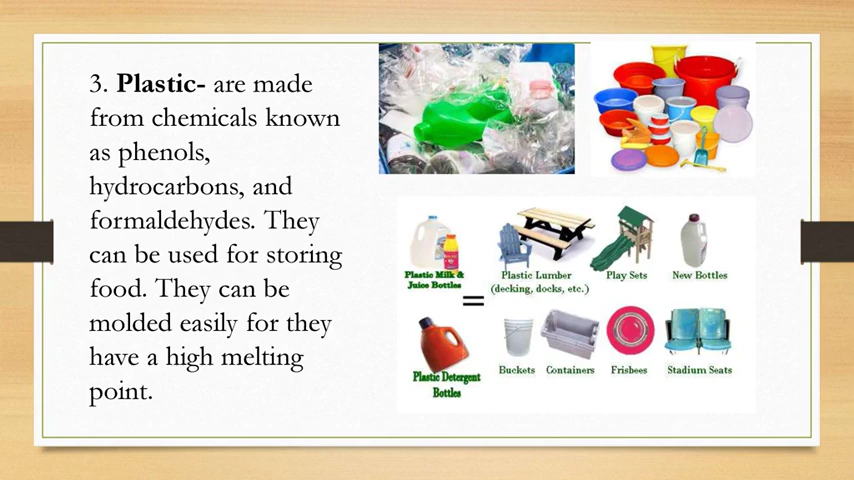 3. Plastic- are made
from chemicals known
as phenols,
hydrocarbons, and
formaldehydes. They
can be used for storing
food. They can be
molded easily for they
have a high melting
point.
Plastic Milk &
Juice Bottles
=
Plastic Lumber
(decking, docks, etc.)
Play Sets
New Bottles
Plastic Detergent
Bottles
Buckets
Containers
Frisbees
Stadium Seats